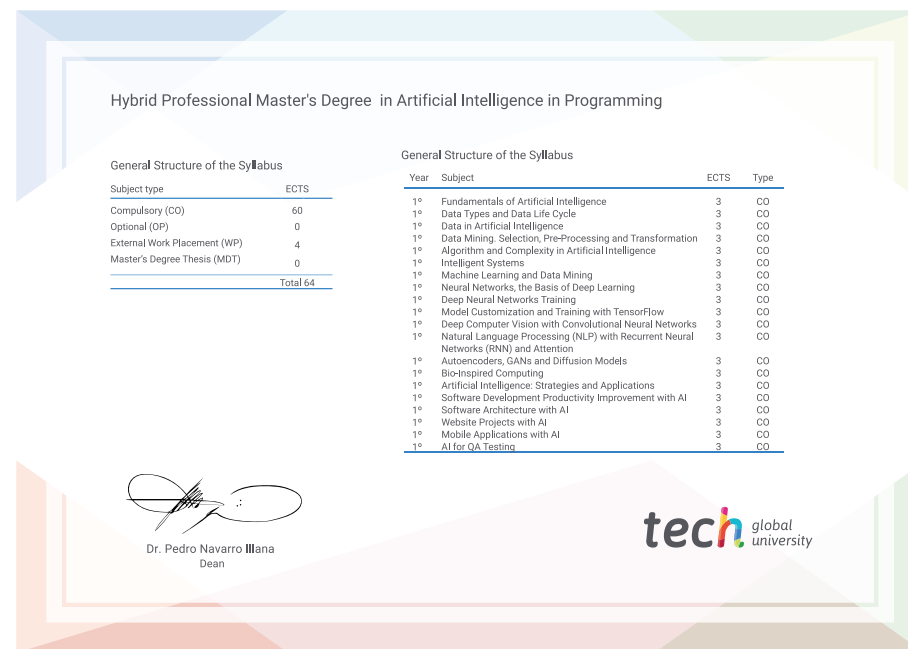 Hybrid Professional Master's Degree in Artificial Intelligence in Programming
General Structure of the Syllabus
Subject type ECTS
Compulsory (CO) 60
Optional (OP) 0
External Work Placement (WP) 4
Master's Degree Thesis (MDT) 0
Total 64
General Structure of the Syllabus
Year Subject ECTS Type
1º Fundamentals of Artificial Intelligence 3 CO
1º Data Types and Data Life Cycle 3 CO
1º Data in Artificial Intelligence 3 CO
1º Data Mining. Selection, Pre-Processing and Transformation 3 CO
1º Algorithm and Complexity in Artificial Intelligence 3 CO
1º Intelligent Systems 3 CO
1º Machine Learning and Data Mining 3 CO
1º Neural Networks, the Basis of Deep Learning 3 CO
1º Deep Neural Networks Training 3 CO
1º Model Customization and Training with TensorFlow 3 CO
1º Deep Computer Vision with Convolutional Neural Networks 3 CO
1º Natural Language Processing (NLP) with Recurrent Neural 3 CO
Networks (RNN) and Attention
1º Autoencoders, GANs and Diffusion Models 3 CO
1º Bio-Inspired Computing 3 CO
1º Artificial Intelligence: Strategies and Applications 3 CO
1º Software Development Productivity Improvement with AI 3 CO
1º Software Architecture with AI 3 CO
1º Website Projects with AI 3 CO
1º Mobile Applications with AI 3 CO
1º AI for QA Testing 3 CO
Dr. Pedro Navarro Illana
Dean
tech global
university